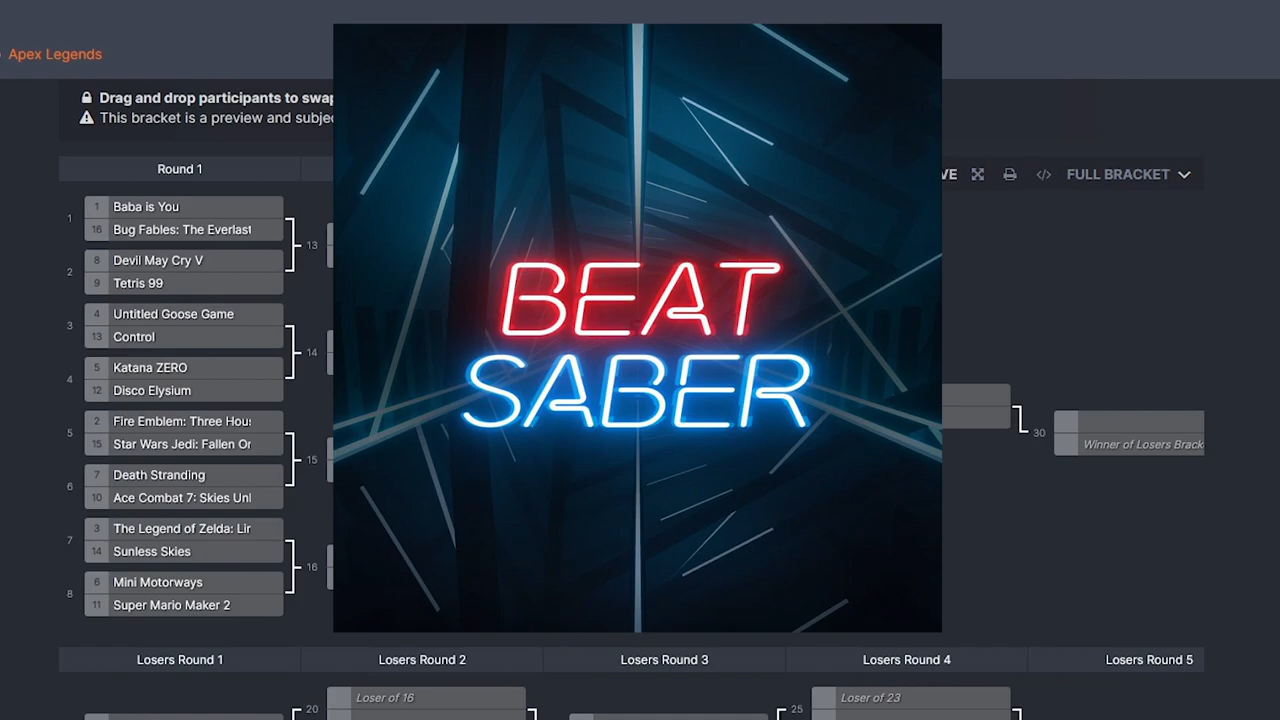 Apex Legends
Drag and drop participants to swap
This bracket is a preview and subje
Round 1
VE
FULL BRACKET
1
1 Baba is You
16 Bug Fables: The Everlast
13
2
8 Devil May Cry V
9 Tetris 99
3
4 Untitled Goose Game
13 Control
14
4
5 Katana ZERO
12 Disco Elysium
5
2 Fire Emblem: Three Hou
15 Star Wars Jedi: Fallen Or
15
6
7 Death Stranding
10 Ace Combat 7: Skies Unl
7
3 The Legend of Zelda: Lin
14 Sunless Skies
16
8
6 Mini Motorways
11 Super Mario Maker 2
BEAT
SABER
30
Winner of Losers Brack
Losers Round 1
Losers Round 2
Losers Round 3
Losers Round 4
Losers Round 5
20
Loser of 16
25
Loser of 23